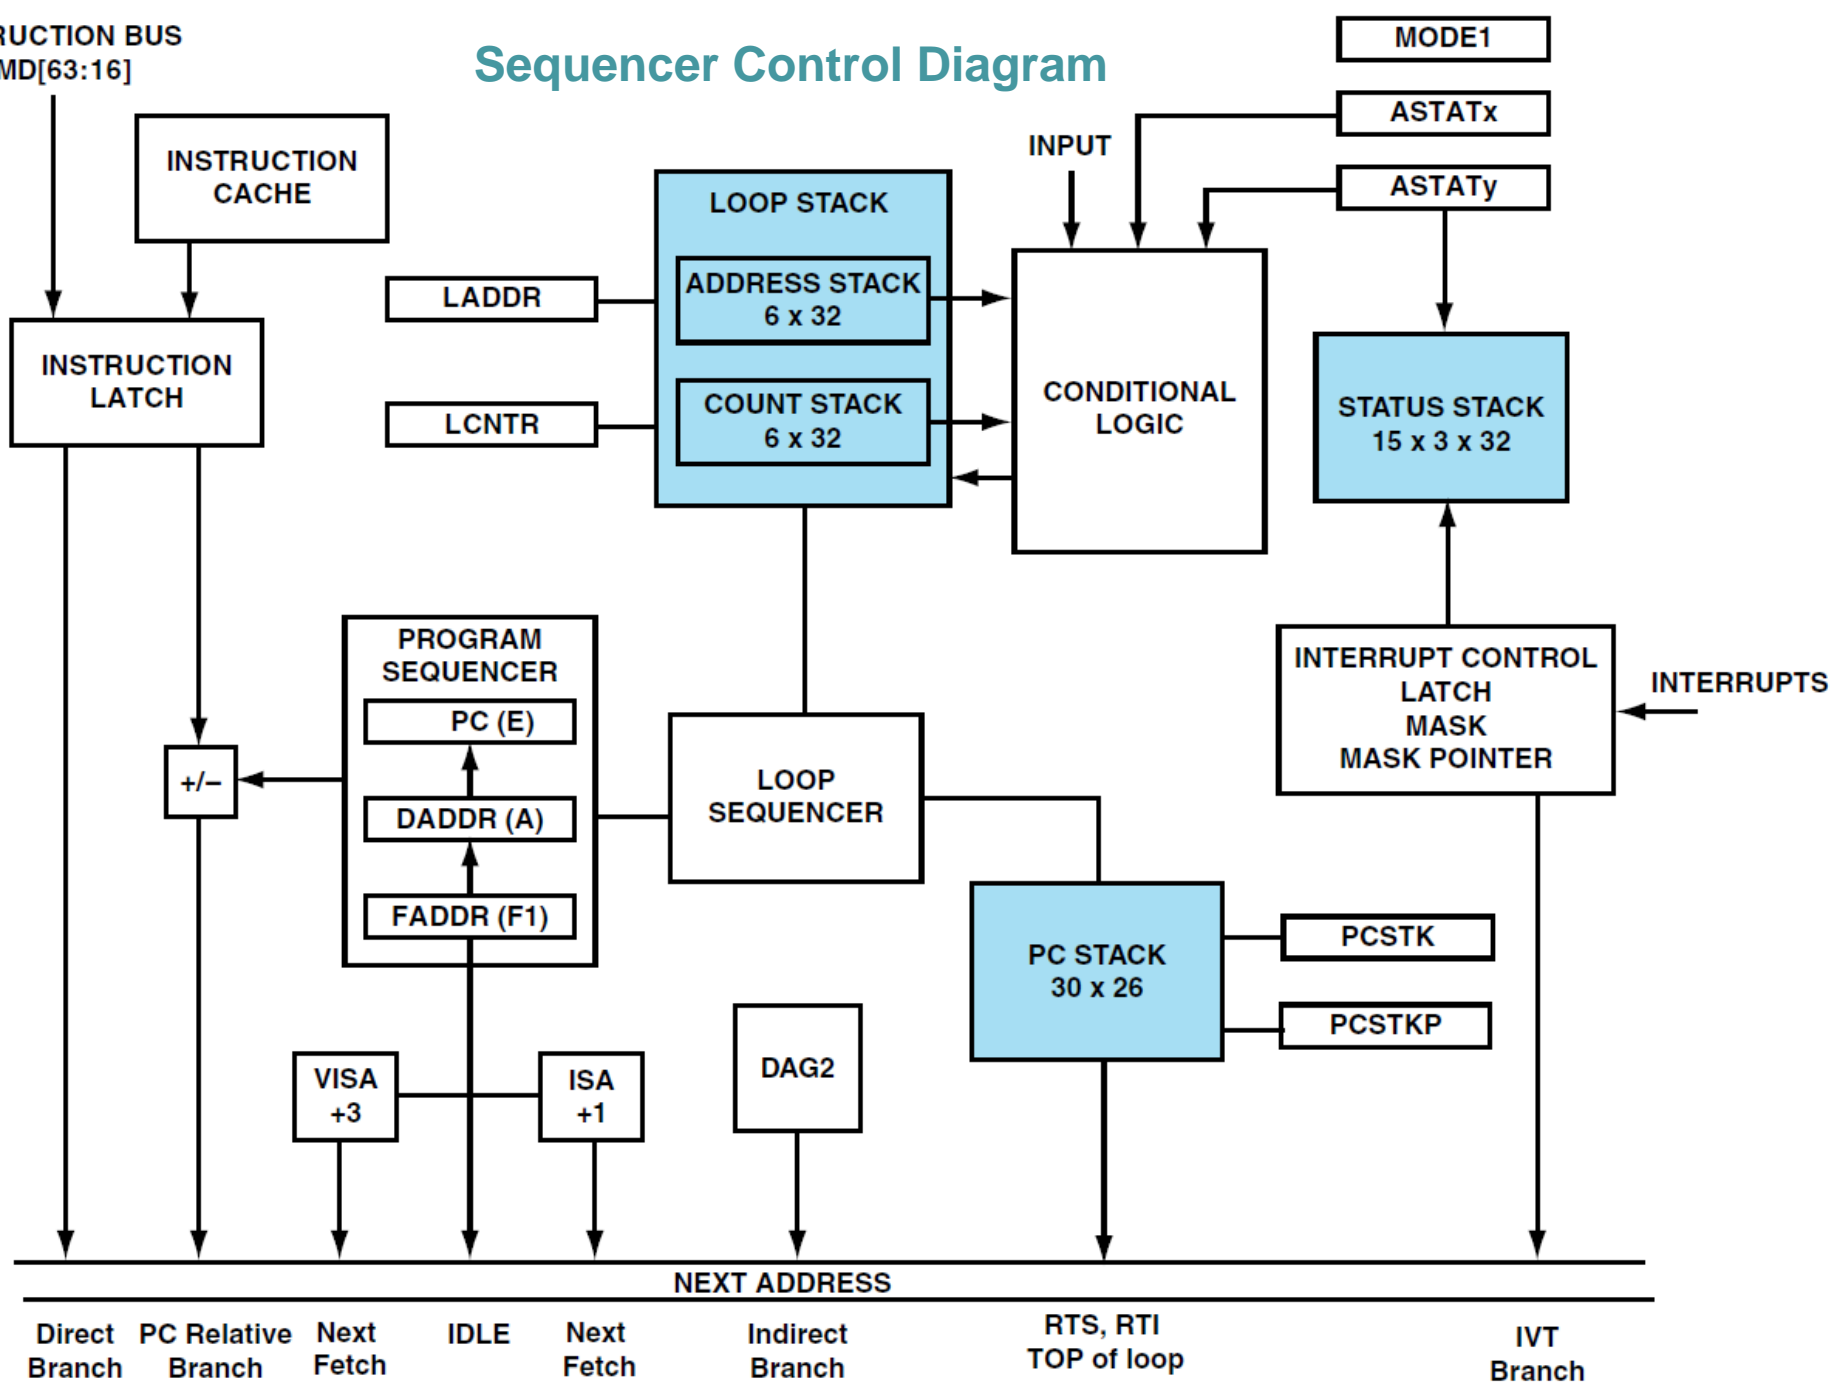 RUCTION BUS
MD[63:16]
Sequencer Control Diagram
MODE1
ASTATx
ASTATy
INPUT
INSTRUCTION
CACHE
LOOP STACK
ADDRESS STACK
6 x 32
COUNT STACK
6 x 32
LADDR
LCNTR
INSTRUCTION
LATCH
CONDITIONAL
LOGIC
STATUS STACK
15 x 3 x 32
PROGRAM
SEQUENCER
PC (E)
DADDR (A)
FADDR (F1)
+/−
LOOP
SEQUENCER
INTERRUPT CONTROL
LATCH
MASK
MASK POINTER
INTERRUPTS
PC STACK
30 x 26
PCSTK
PCSTKP
VISA
+3
ISA
+1
DAG2
NEXT ADDRESS
Direct
Branch
PC Relative
Branch
Next
Fetch
IDLE
Next
Fetch
Indirect
Branch
RTS, RTI
TOP of loop
IVT
Branch